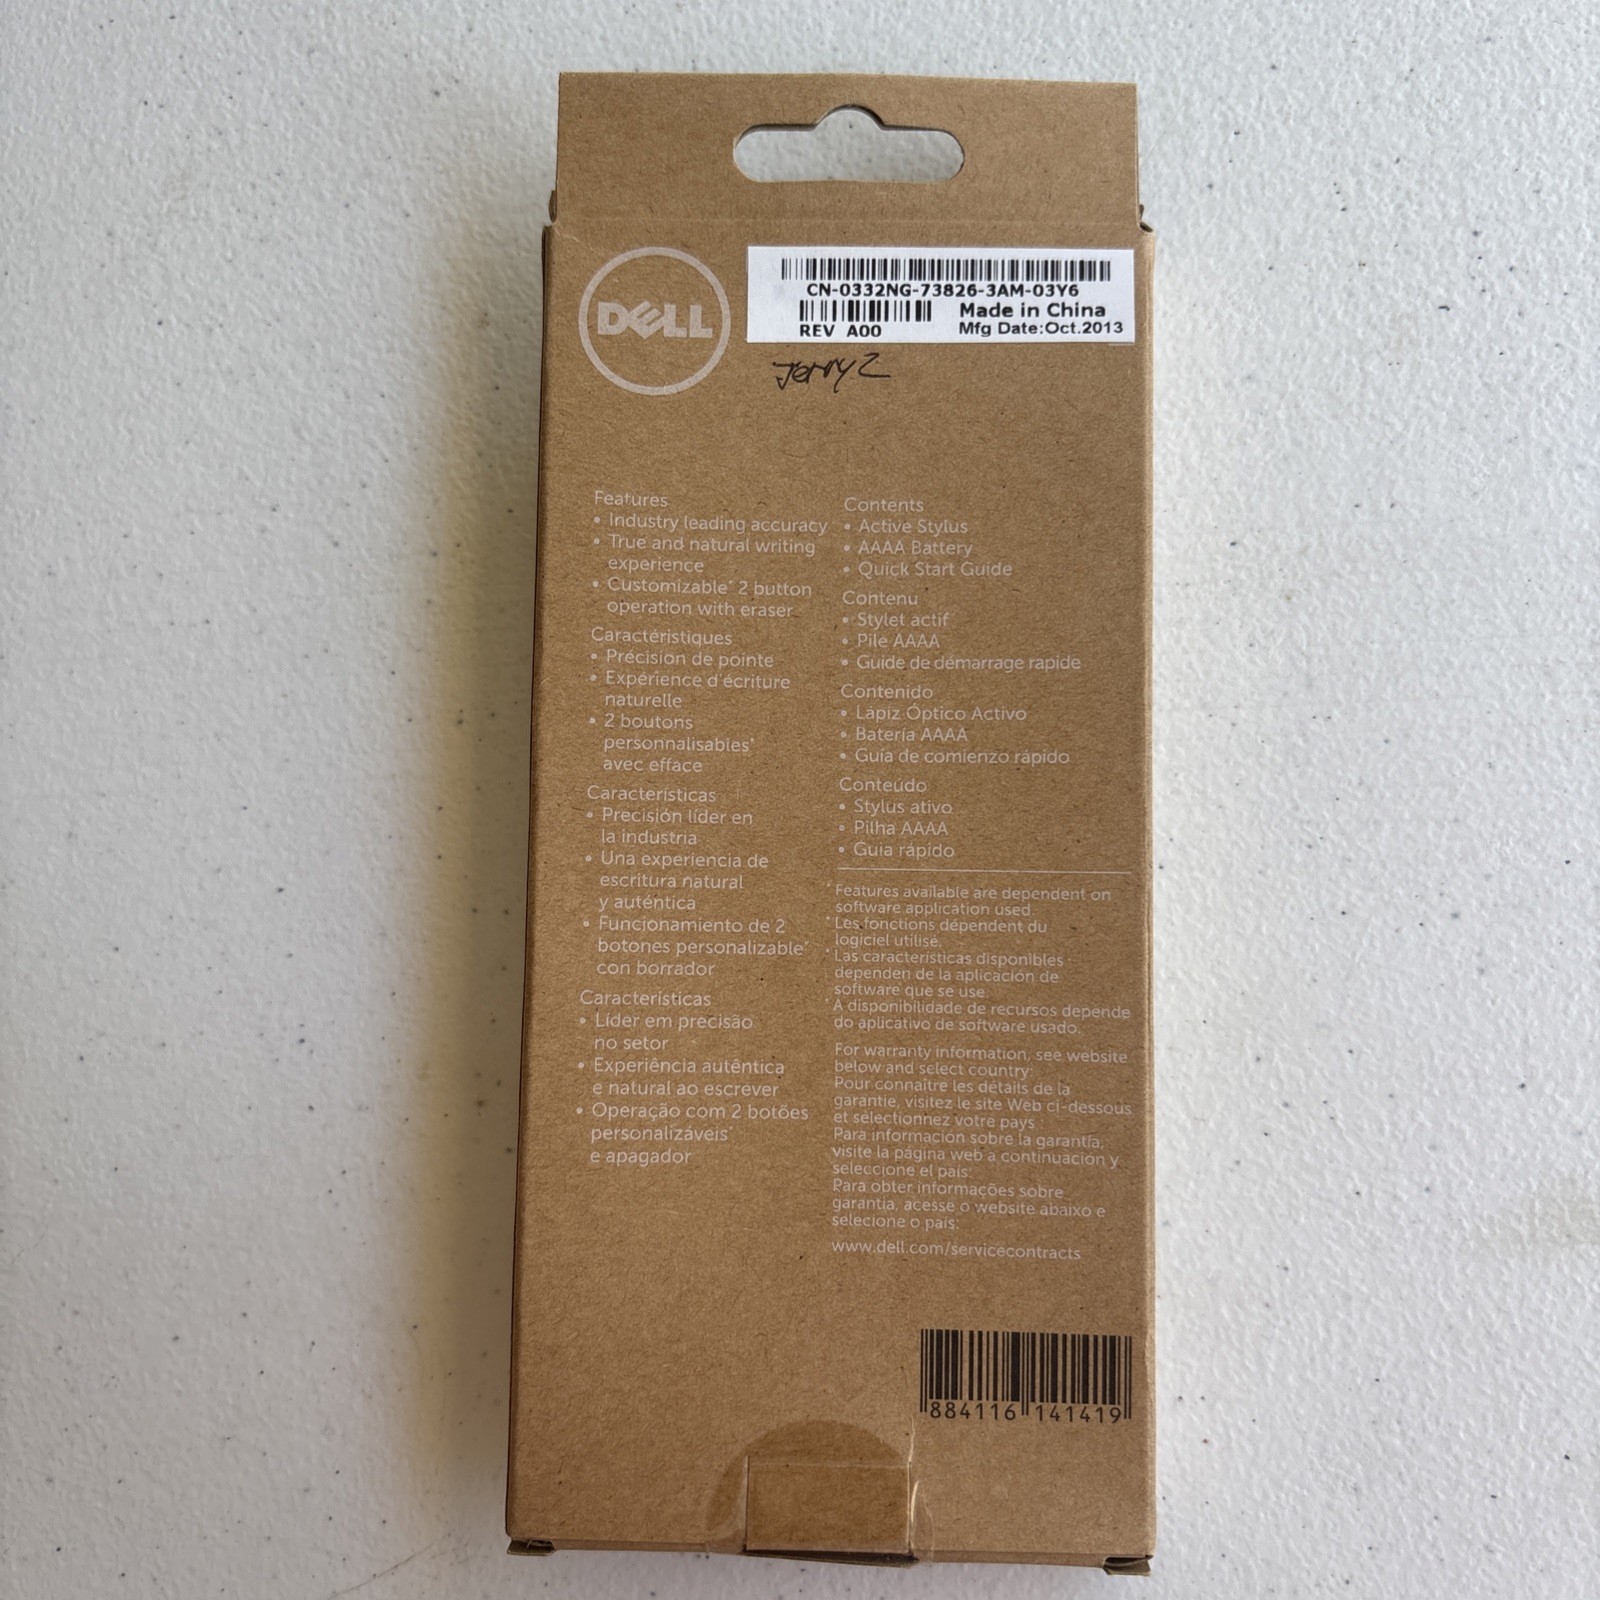 DELL
CN-0332NG-73826-3AM-03Y6
REV A00
Made in China
Mfg Date:Oct.2013
Features
• Industry leading accuracy
• True and natural writing
experience
• Customizable* 2 button
operation with eraser
Caractéristiques
• Précision de pointe
• Expérience d'écriture
naturelle
• 2 boutons
personnalisables*
avec efface
Características
• Precisión líder en
la industria
• Una experiencia de
escritura natural
y auténtica
• Funcionamiento de 2
botones personalizable*
con borrador
Características
• Líder em precisão
no setor
• Experiência autêntica
e natural ao escrever
• Operação com 2 botões
personalizáveis*
e apagador
Contents
• Active Stylus
• AAAA Battery
• Quick Start Guide
Contenu
• Stylet actif
• Pile AAAA
• Guide de démarrage rapide
Contenido
• Lápiz Óptico Activo
• Batería AAAA
• Guía de comienzo rápido
Conteúdo
• Stylus ativo
• Pilha AAAA
• Guia rápido
* Features available are dependent on
software application used.
* Les fonctions dépendent du
logiciel utilisé.
* Las características disponibles
dependen de la aplicación de
software que se use.
* A disponibilidade de recursos depende
do aplicativo de software usado.
For warranty information, see website
below and select country:
Pour connaître les détails de la
garantie, visitez le site Web ci-dessous
et sélectionnez votre pays :
Para información sobre la garantía,
visite la página web a continuación y
seleccione el país:
Para obter informações sobre
garantia, acesse o website abaixo e
selecione o país:
www.dell.com/servicecontracts
884116 141419